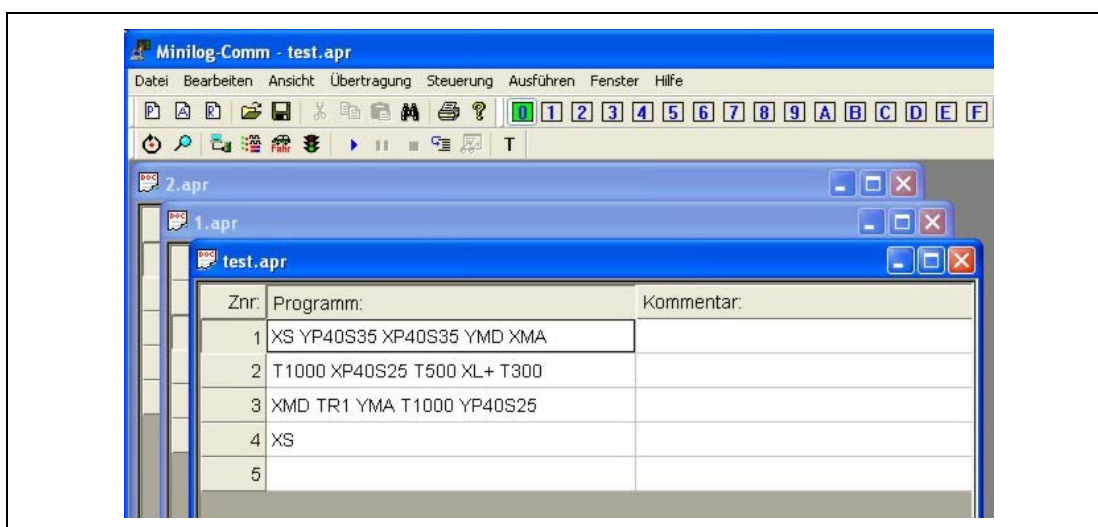 Minilog-Comm - test.apr
Datei Bearbeiten Ansicht Übertragung Steuerung Ausführen Fenster Hilfe
P A R ? 0 1 2 3 4 5 6 7 8 9 A B C D E F
T
2.apr
1.apr
test.apr
Znr: Programm: Kommentar:
1 XS YP40S35 XP40S35 YMD XMA
2 T1000 XP40S25 T500 XL+ T300
3 XMD TR1 YMA T1000 YP40S25
4 XS
5